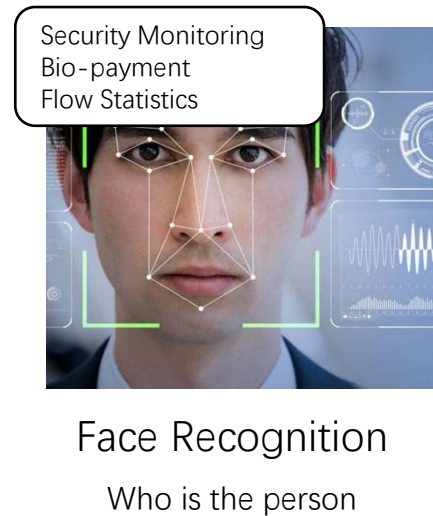 Security Monitoring
Bio-payment
Flow Statistics
Face Recognition
Who is the person